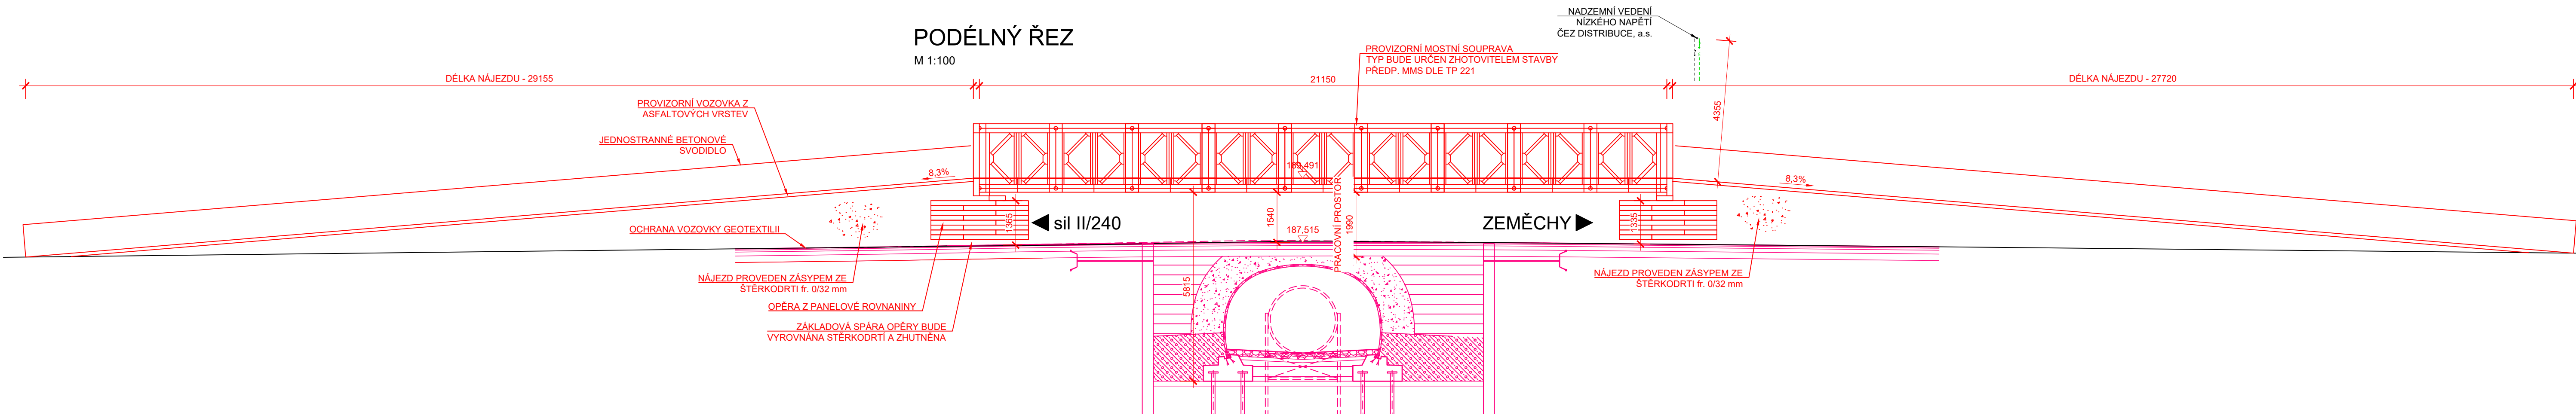 PODÉLNÝ ŘEZ
M 1:100
NADZEMNÍ VEDENÍ
NÍZKÉHO NAPĚTÍ
ČEZ DISTRIBUCE, a.s.
PROVIZORNÍ MOSTNÍ SOUPRAVA
TYP BUDE URČEN ZHOTOVITELEM STAVBY
PŘEDP. MMS DLE TP 221
DÉLKA NÁJEZDU - 29155
21150
DÉLKA NÁJEZDU - 27720
4355
PROVIZORNÍ VOZOVKA Z
ASFALTOVÝCH VRSTEV
JEDNOSTRANNÉ BETONOVÉ
SVODIDLO
8,3%
189,491
8,3%
PRACOVNÍ PROSTOR
1365
sil II/240
1540
1990
ZEMĚCHY
1335
OCHRANA VOZOVKY GEOTEXTILII
187,515
NÁJEZD PROVEDEN ZÁSYPEM ZE
ŠTĚRKODRTI fr. 0/32 mm
NÁJEZD PROVEDEN ZÁSYPEM ZE
ŠTĚRKODRTI fr. 0/32 mm
5815
OPĚRA Z PANELOVÉ ROVNANINY
ZÁKLADOVÁ SPÁRA OPĚRY BUDE
VYROVNÁNA STĚRKODRTÍ A ZHUTNĚNA